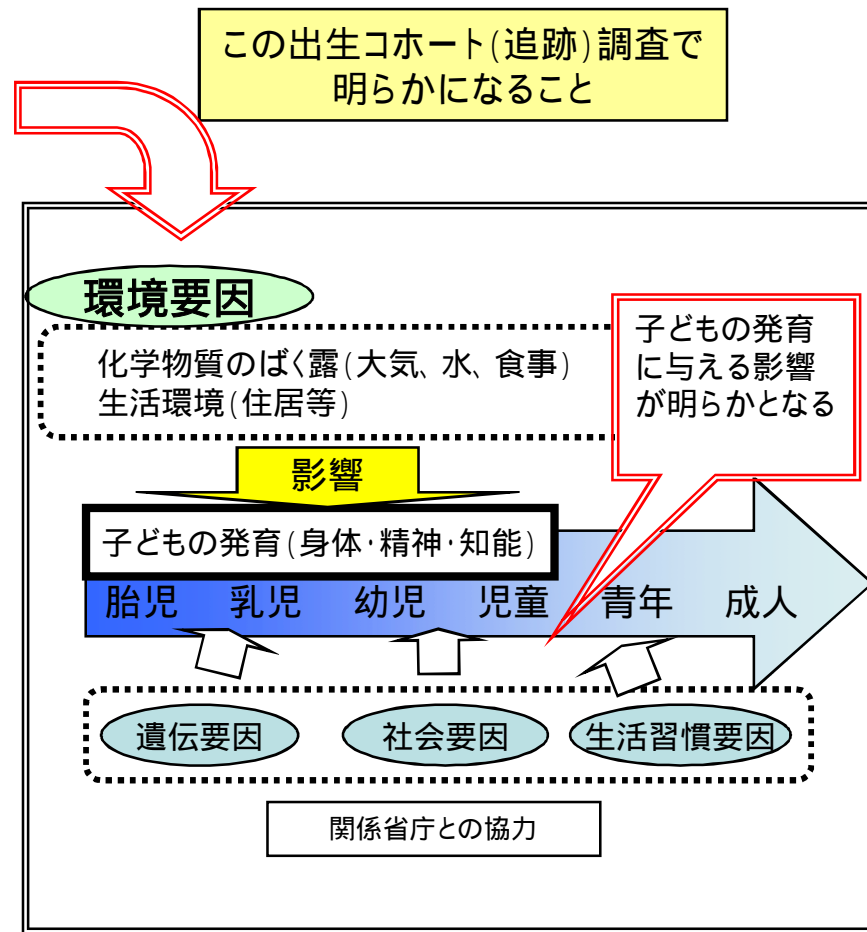 この出生コホート(追跡)調査で
明らかになること
環境要因
化学物質のばく露(大気、水、食事)
生活環境(住居等)
子どもの発育
に与える影響
が明らかとなる
影響
子どもの発育(身体・精神・知能)
胎児 乳児 幼児 児童 青年 成人
遺伝要因 社会要因 生活習慣要因
関係省庁との協力